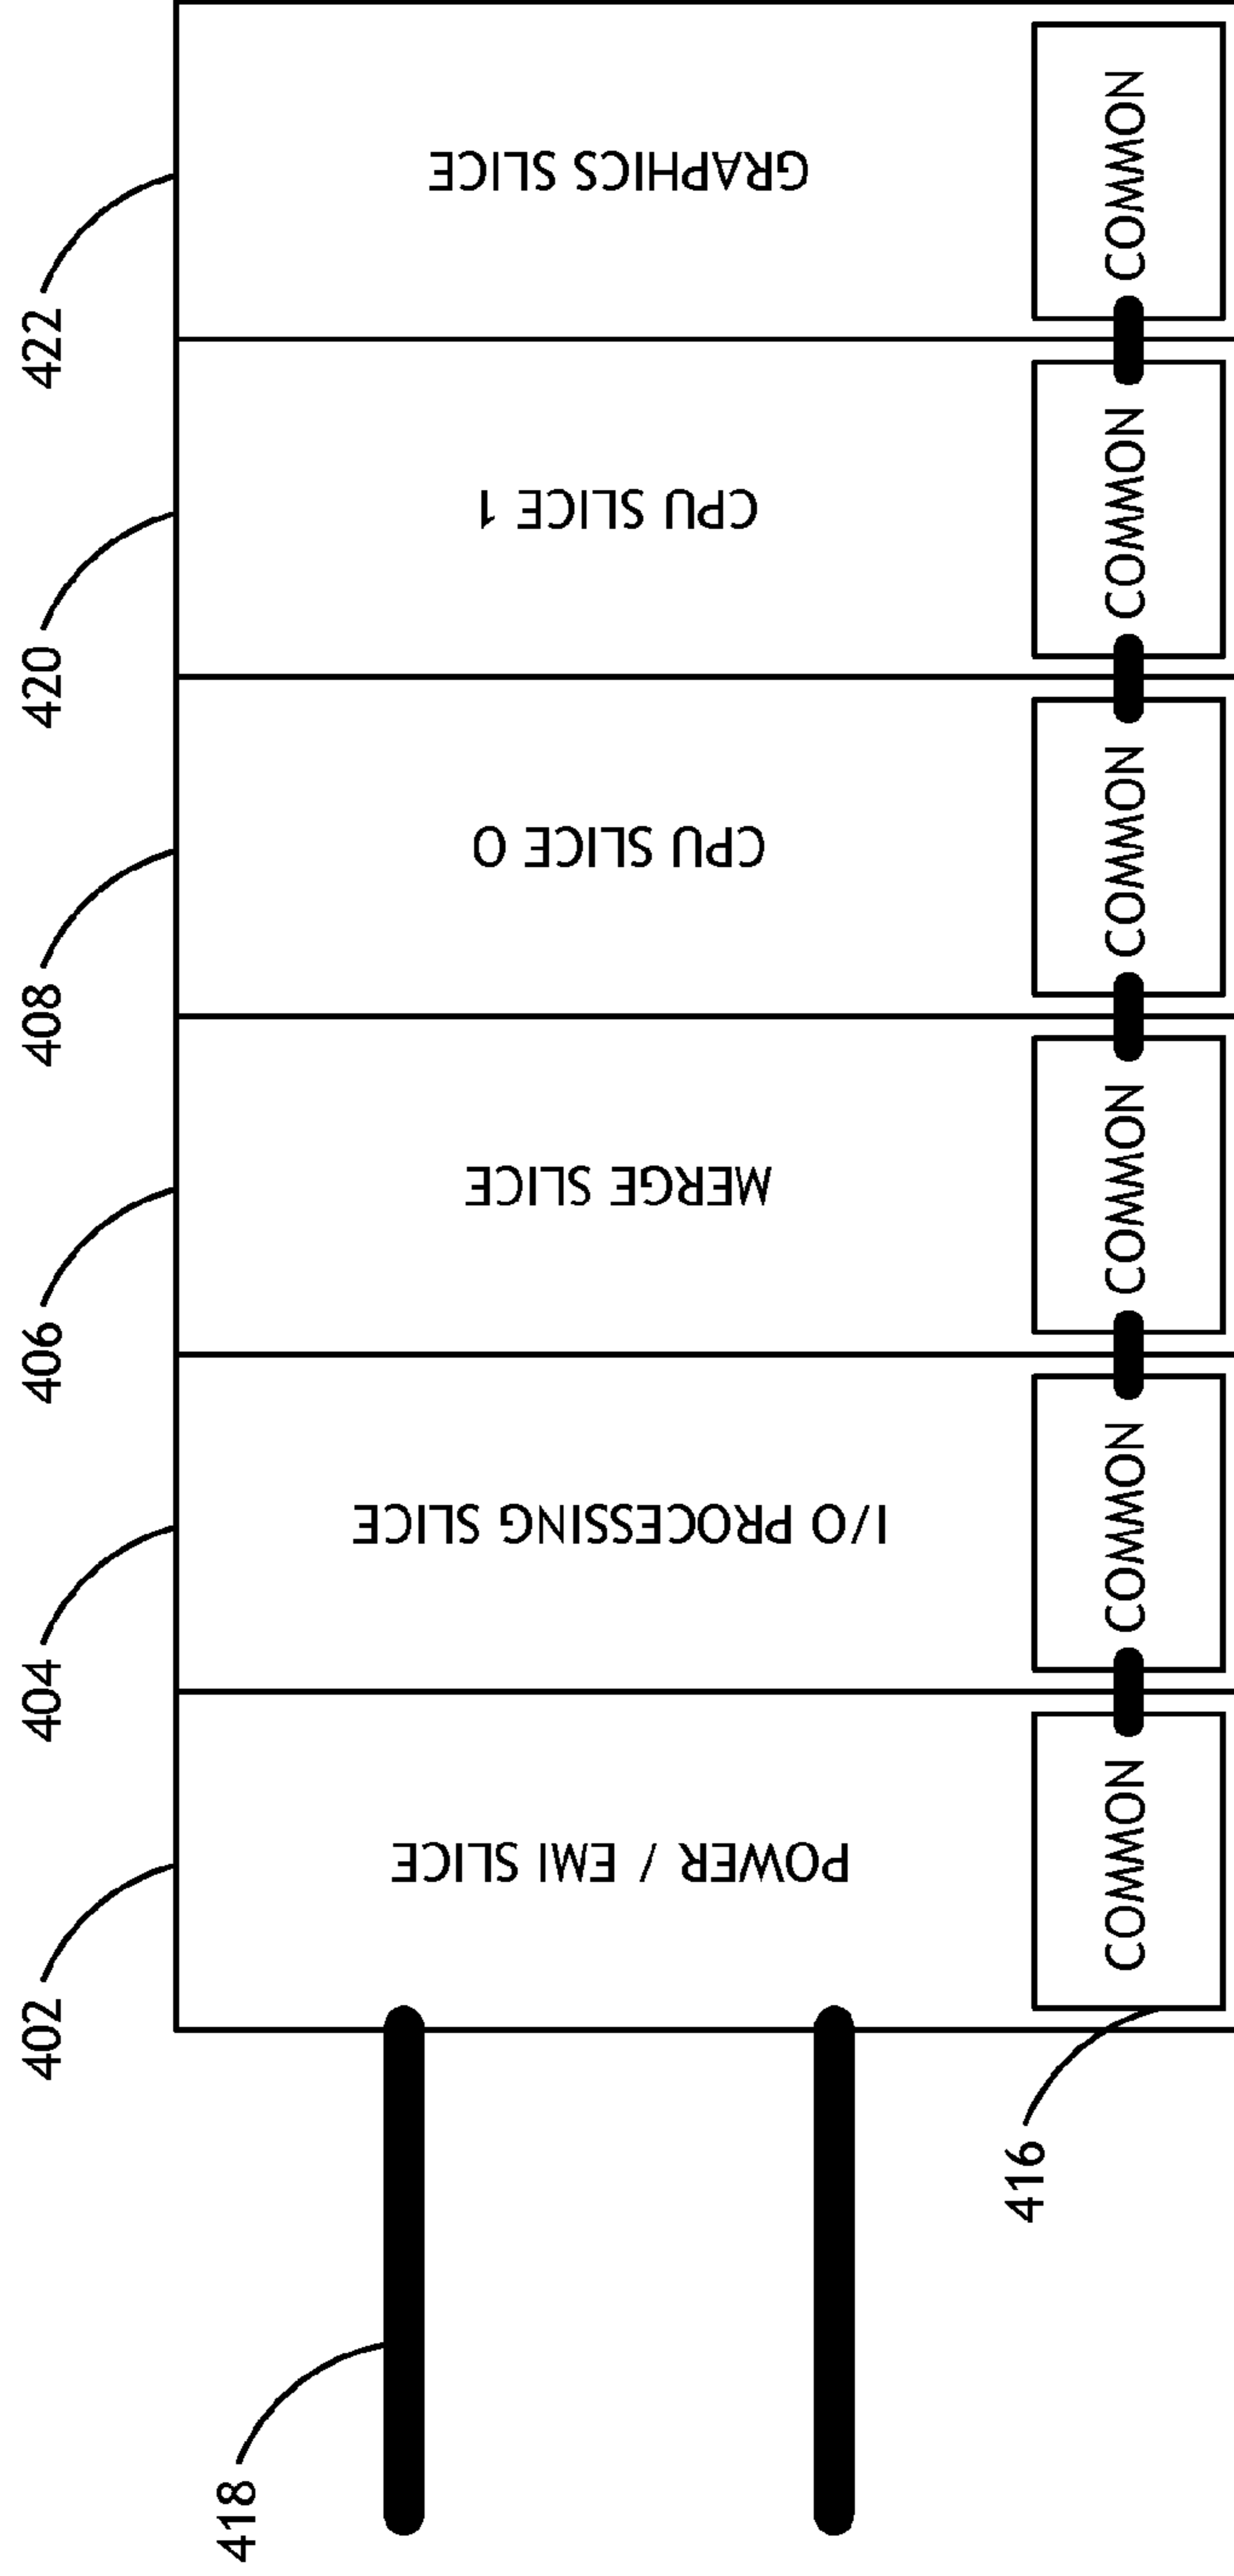 422
GRAPHICS SLICE
COMMON
420
CPU SLICE 1
COMMON
408
CPU SLICE 0
COMMON
406
MERGE SLICE
COMMON
404
I/O PROCESSING SLICE
COMMON
402
POWER / EMI SLICE
COMMON
416
418